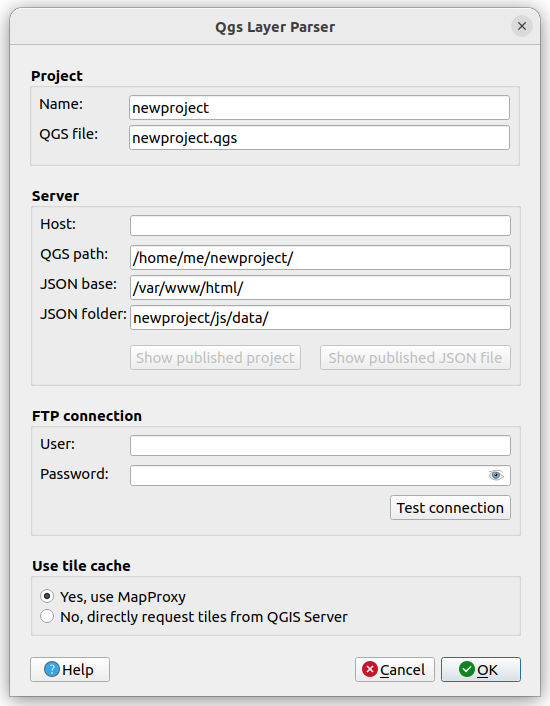 Qgs Layer Parser
Project
Name: newproject
QGS file: newproject.qgs
Server
Host:
QGS path: /home/me/newproject/
JSON base: /var/www/html/
JSON folder: newproject/js/data/
Show published project Show published JSON file
FTP connection
User:
Password:
Test connection
Use tile cache
Yes, use MapProxy
No, directly request tiles from QGIS Server
Help Cancel OK